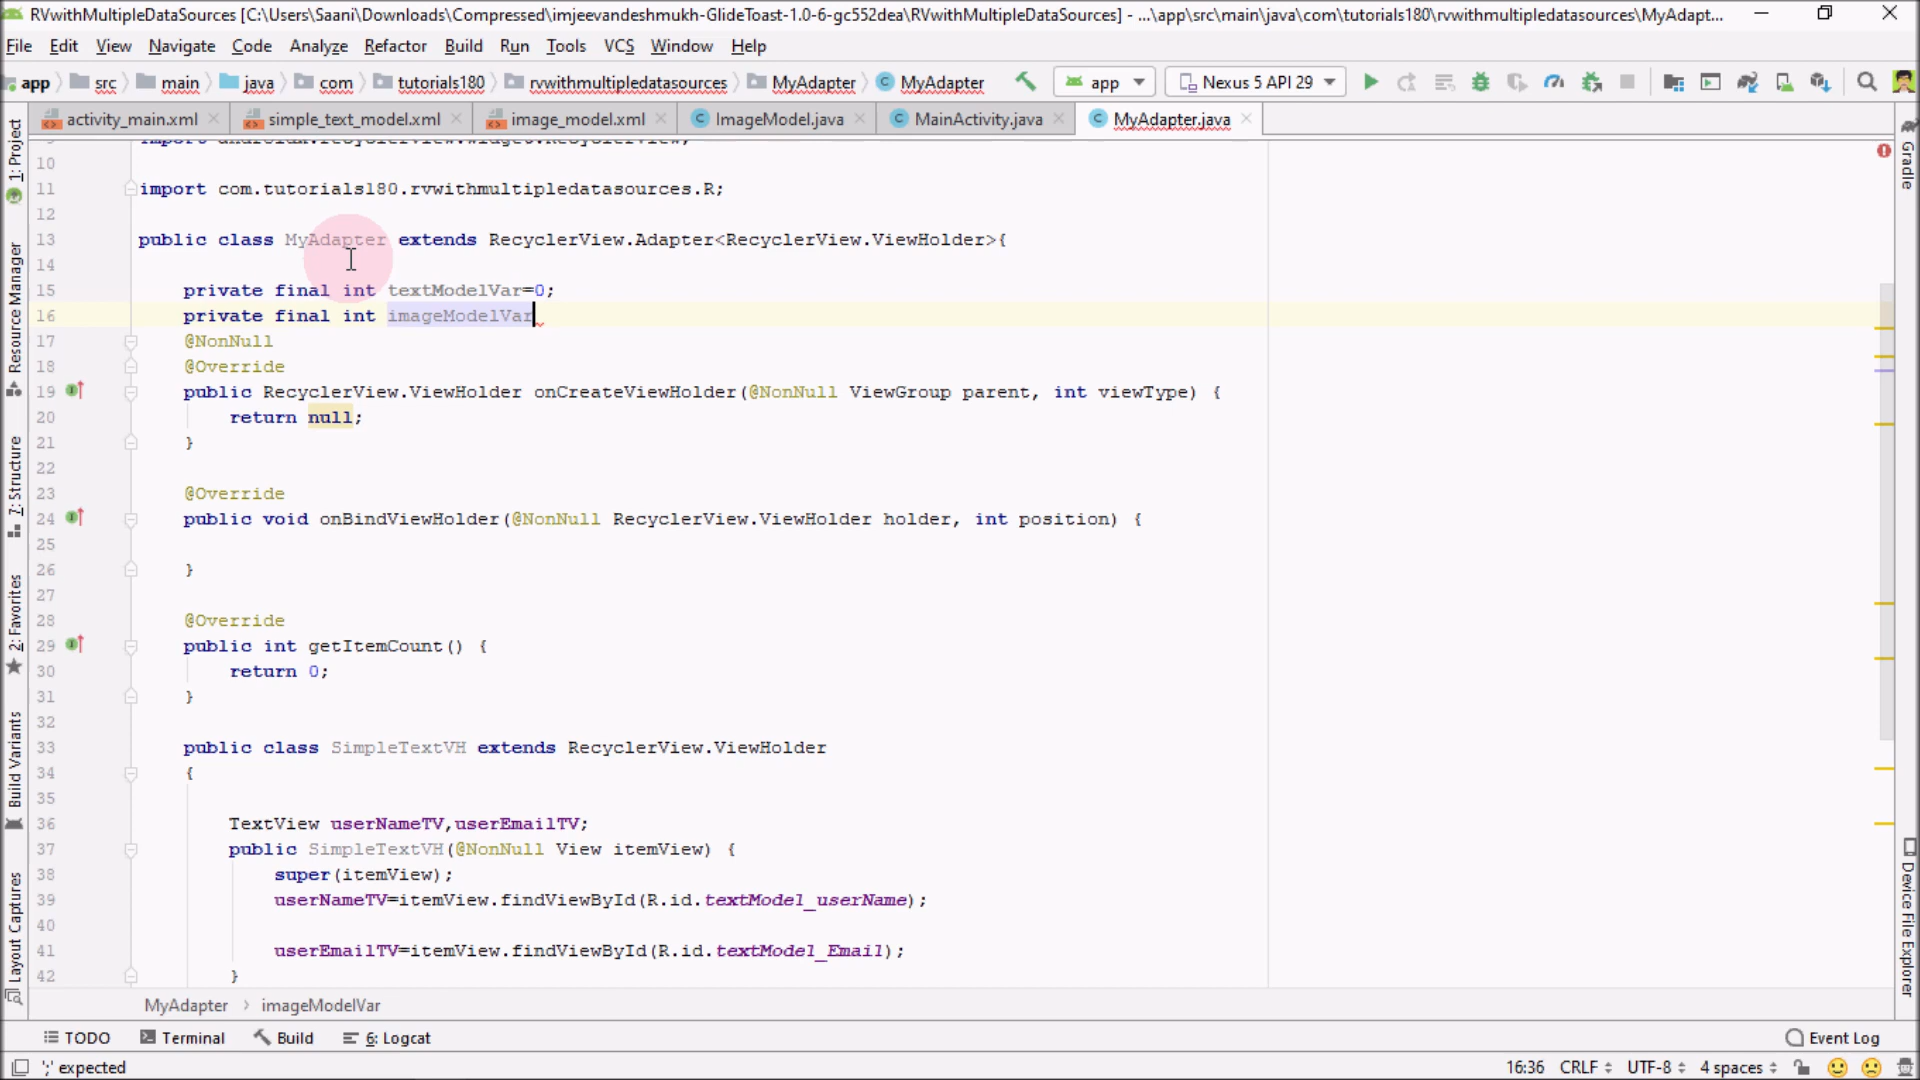 RVwithMultipleDataSources [C:\Users\Saani\Downloads\Compressed\imjeevandeshmukh-GlideToast-1.0-6-gc552dea\RVwithMultipleDataSources] - ...\app\src\main\java\com\tutorials180\rvwithmultipledatasources\MyAdapt...
File Edit View Navigate Code Analyze Refactor Build Run Tools VCS Window Help
app src main java com tutorials180 rvwithmultipledatasources MyAdapter MyAdapter app Nexus 5 API 29
activity_main.xml simple_text_model.xml image_model.xml ImageModel.java MainActivity.java MyAdapter.java
1: Project
Resource Manager
7: Structure
2: Favorites
Build Variants
Layout Captures
Gradle
Device File Explorer
9 import androidx.recyclerview.widget.RecyclerView;
10
11 import com.tutorials180.rvwithmultipledatasources.R;
12
13 public class MyAdapter extends RecyclerView.Adapter<RecyclerView.ViewHolder>{
14
15 private final int textModelVar=0;
16 private final int imageModelVar
17 @NonNull
18 @Override
19 public RecyclerView.ViewHolder onCreateViewHolder(@NonNull ViewGroup parent, int viewType) {
20 return null;
21 }
22
23 @Override
24 public void onBindViewHolder(@NonNull RecyclerView.ViewHolder holder, int position) {
25
26 }
27
28 @Override
29 public int getItemCount() {
30 return 0;
31 }
32
33 public class SimpleTextVH extends RecyclerView.ViewHolder
34 {
35
36 TextView userNameTV,userEmailTV;
37 public SimpleTextVH(@NonNull View itemView) {
38 super(itemView);
39 userNameTV=itemView.findViewById(R.id.textModel_userName);
40
41 userEmailTV=itemView.findViewById(R.id.textModel_Email);
42 }
MyAdapter › imageModelVar
TODO Terminal Build 6: Logcat Event Log
';' expected 16:36 CRLF UTF-8 4 spaces